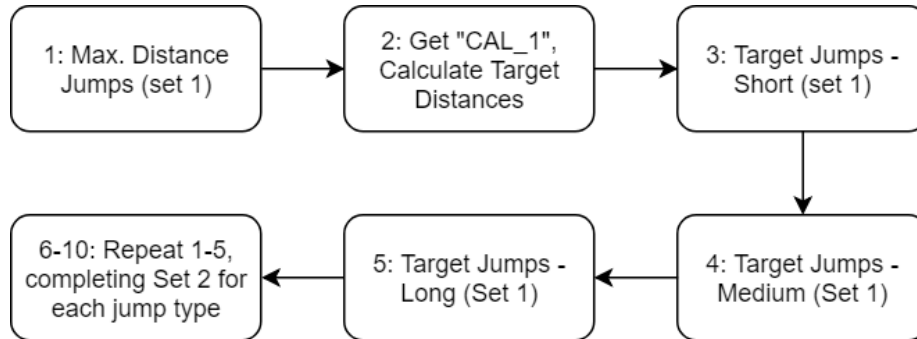 1: Max. Distance
Jumps (set 1)
2: Get "CAL_1",
Calculate Target
Distances
3: Target Jumps -
Short (set 1)
4: Target Jumps -
Medium (Set 1)
5: Target Jumps -
Long (Set 1)
6-10: Repeat 1-5,
completing Set 2 for
each jump type